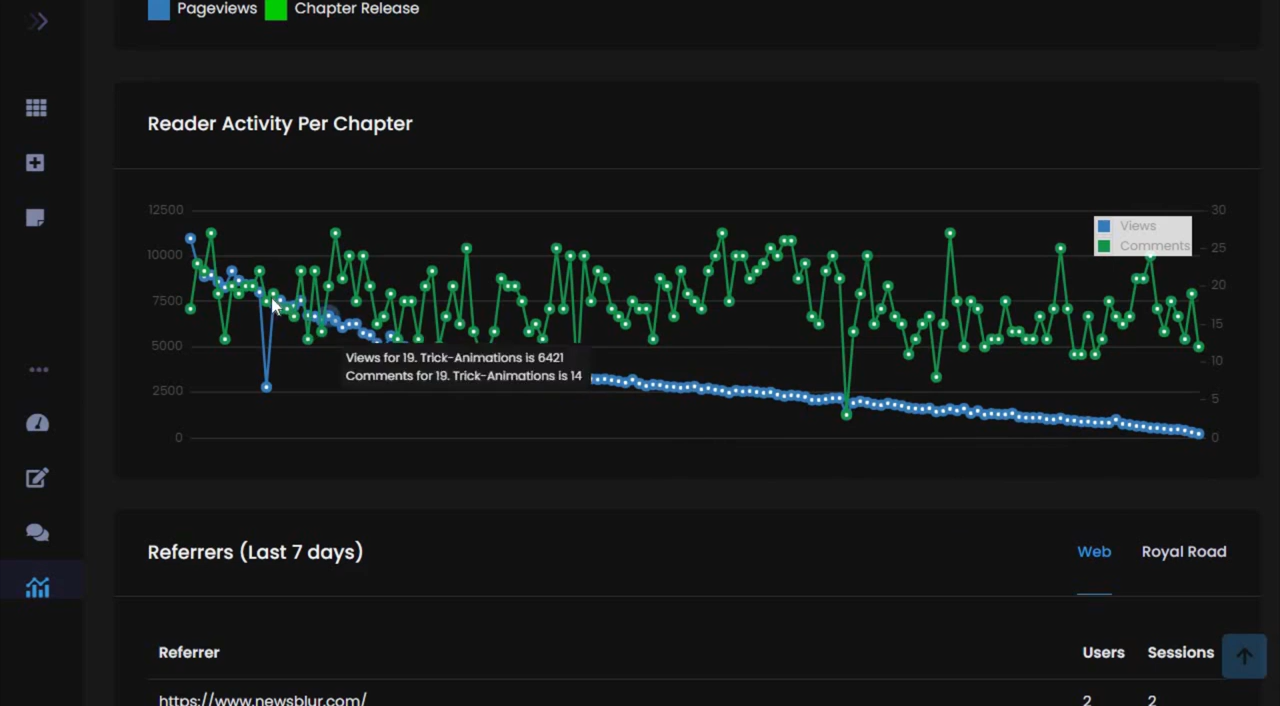 Pageviews Chapter Release
Reader Activity Per Chapter
12500
10000
7500
5000
2500
0
30
25
20
15
10
5
0
Views
Comments
Views for 19. Trick-Animations is 6421
Comments for 19. Trick-Animations is 14
Referrers (Last 7 days)
Web Royal Road
Referrer Users Sessions
https://www.newsblur.com/ 2 2